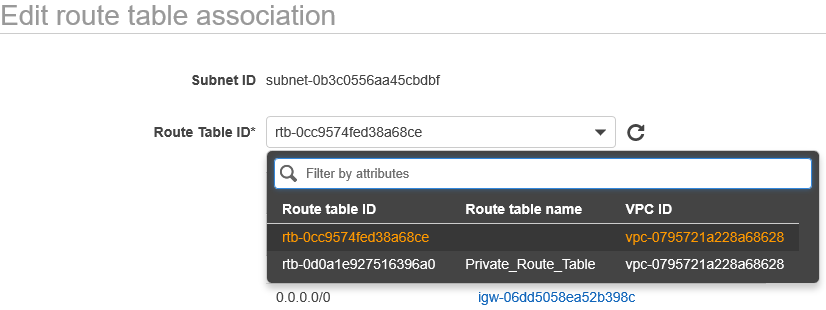 Edit route table association
Subnet ID subnet-0b3c0556aa45cbdbf
Route Table ID* rtb-0cc9574fed38a68ce
Filter by attributes
Route table ID Route table name VPC ID
rtb-0cc9574fed38a68ce vpc-0795721a228a68628
rtb-0d0a1e927516396a0 Private_Route_Table vpc-0795721a228a68628
0.0.0.0/0 igw-06dd5058ea52b398c